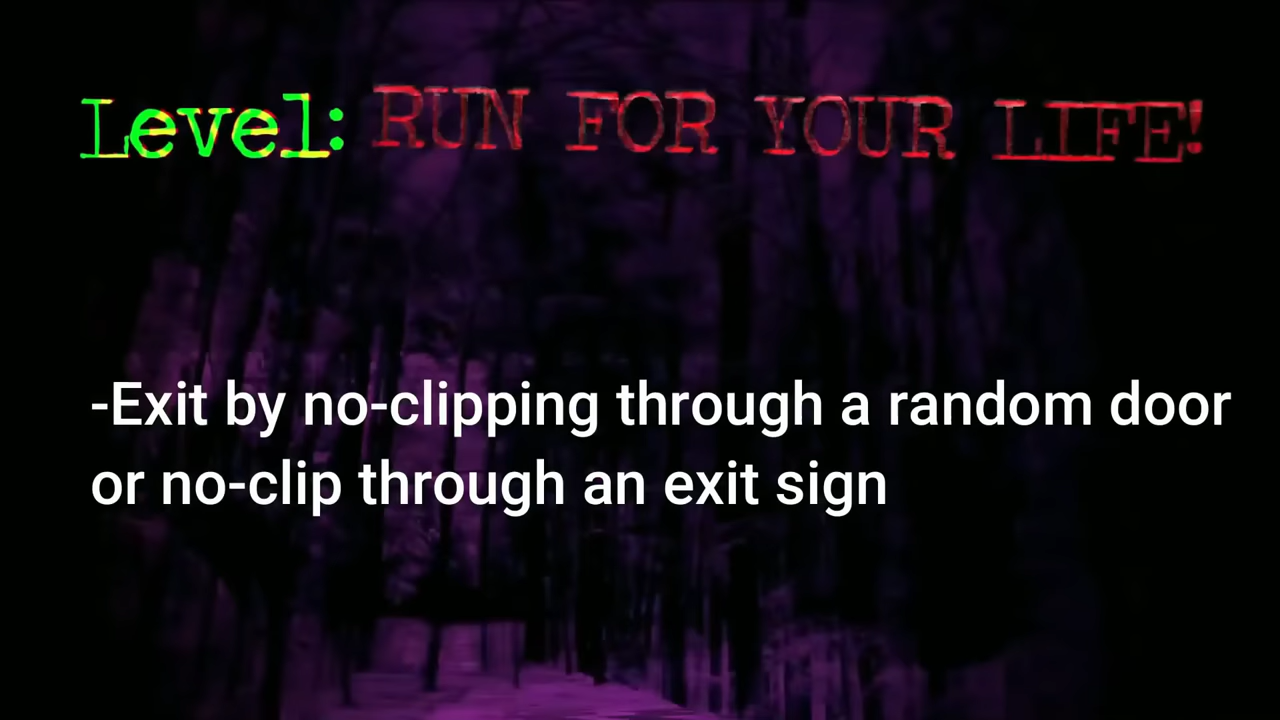 Level: RUN FOR YOUR LIFE!
-Exit by no-clipping through a random door
or no-clip through an exit sign